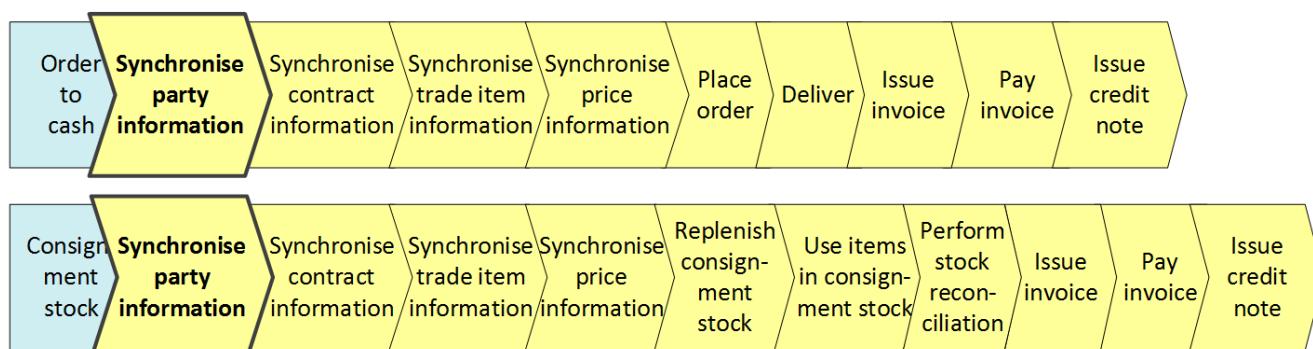 Order
to
cash
Synchronise
party
information
Synchronise
contract
information
Synchronise
trade item
information
Synchronise
price
information
Place
order
Deliver
Issue
invoice
Pay
invoice
Issue
credit
note
Consign
ment
stock
Synchronise
party
information
Synchronise
contract
information
Synchronise
trade item
information
Synchronise
price
information
Replenish
consign-
ment
stock
Use items
in consign-
ment stock
Perform
stock
recon-
ciliation
Issue
invoice
Pay
invoice
Issue
credit
note